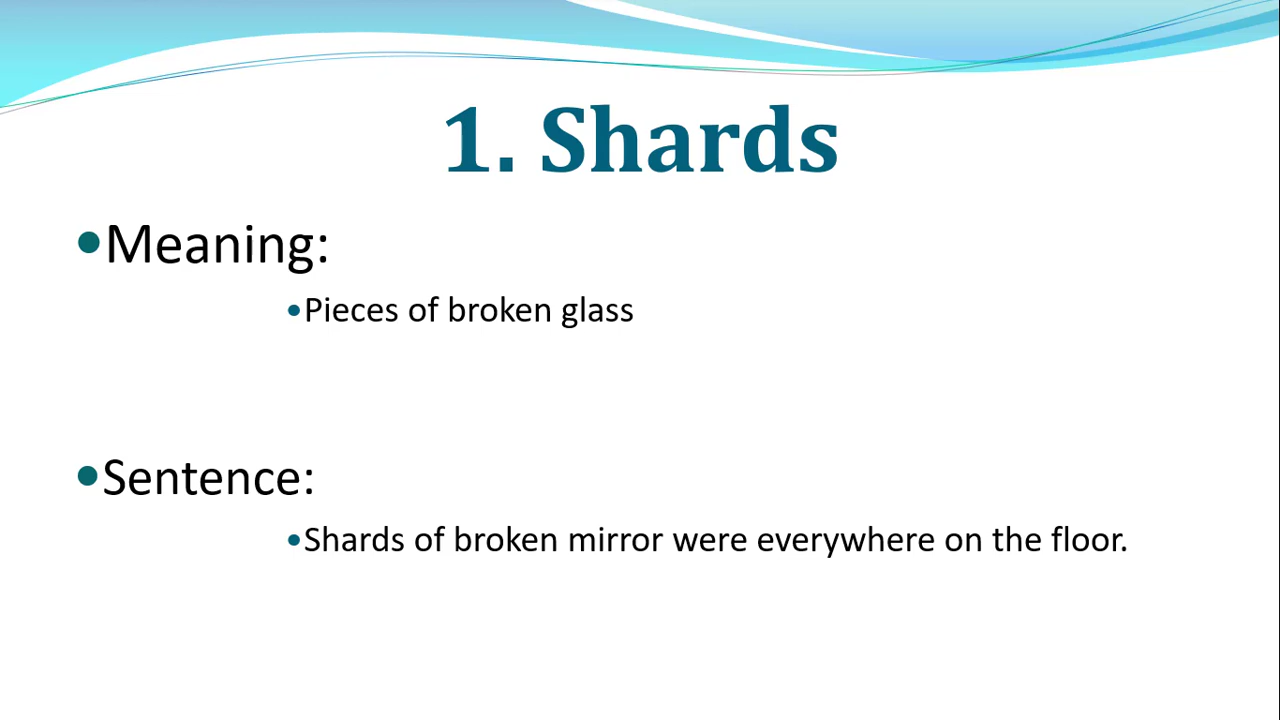 1. Shards
•Meaning:
•Pieces of broken glass
•Sentence:
•Shards of broken mirror were everywhere on the floor.